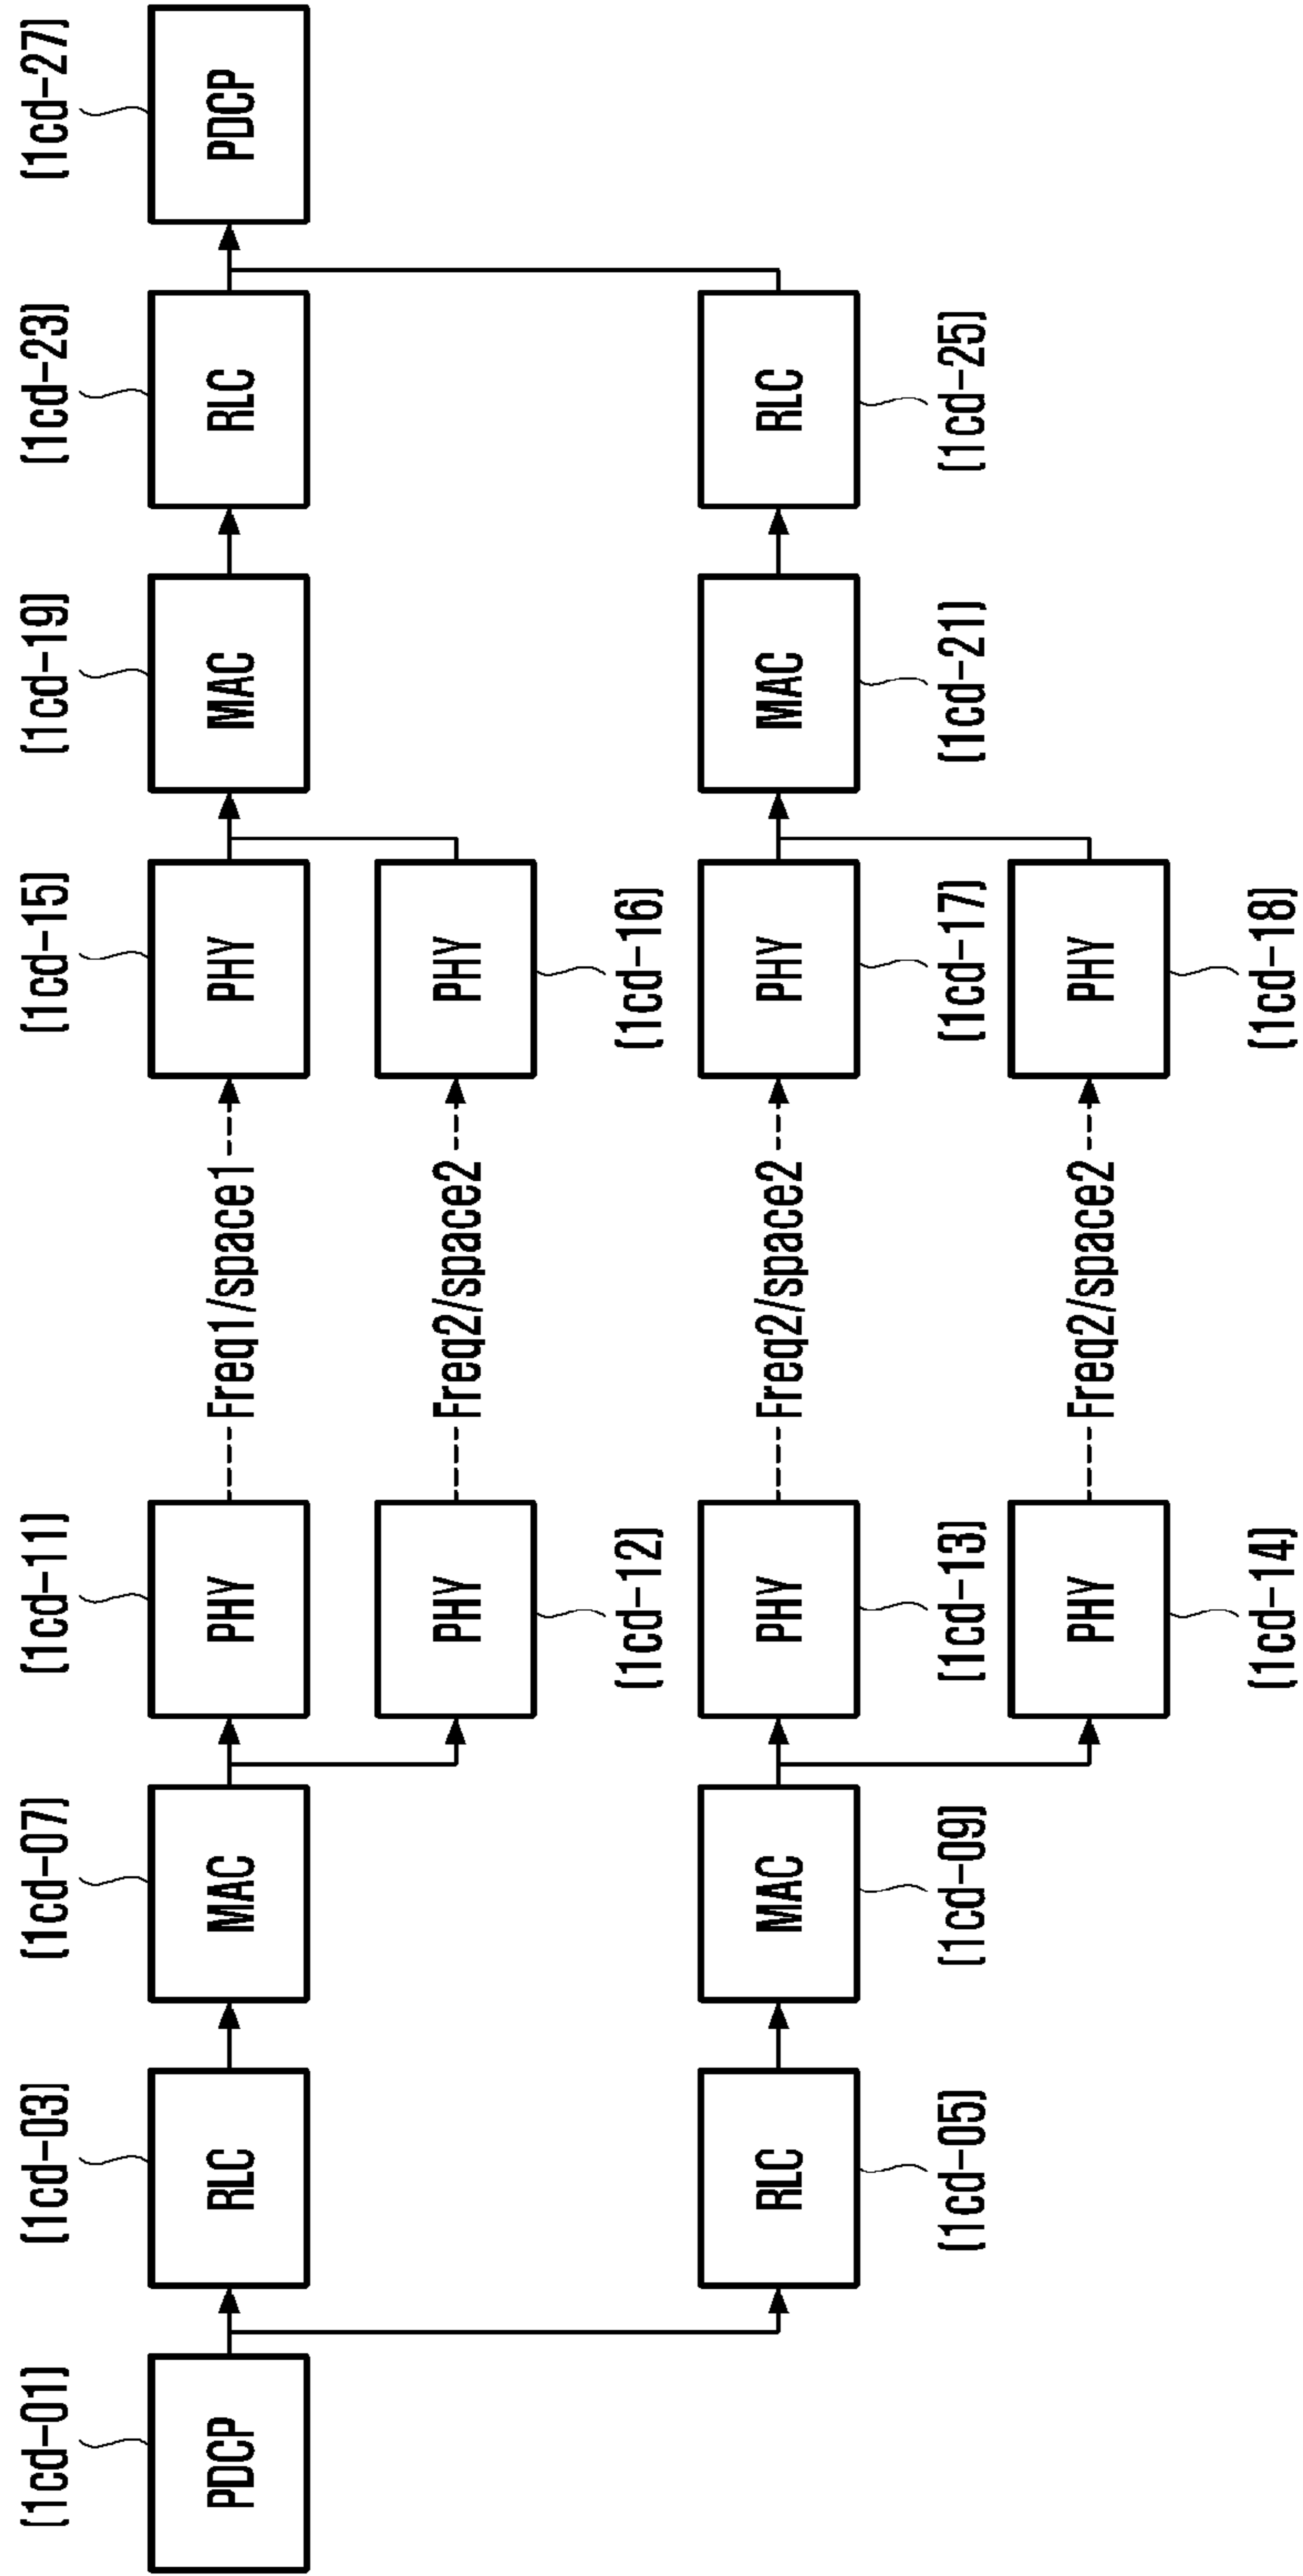 (1cd-01)
(1cd-03)
(1cd-07)
(1cd-11)
(1cd-15)
(1cd-19)
(1cd-23)
(1cd-27)
PDCP
RLC
MAC
PHY
Freq1/space1
PHY
MAC
RLC
PDCP
PHY
Freq2/space2
PHY
(1cd-12)
(1cd-16)
RLC
MAC
PHY
Freq2/space2
PHY
MAC
RLC
(1cd-05)
(1cd-09)
(1cd-13)
(1cd-17)
(1cd-21)
(1cd-25)
PHY
Freq2/space2
PHY
(1cd-14)
(1cd-18)